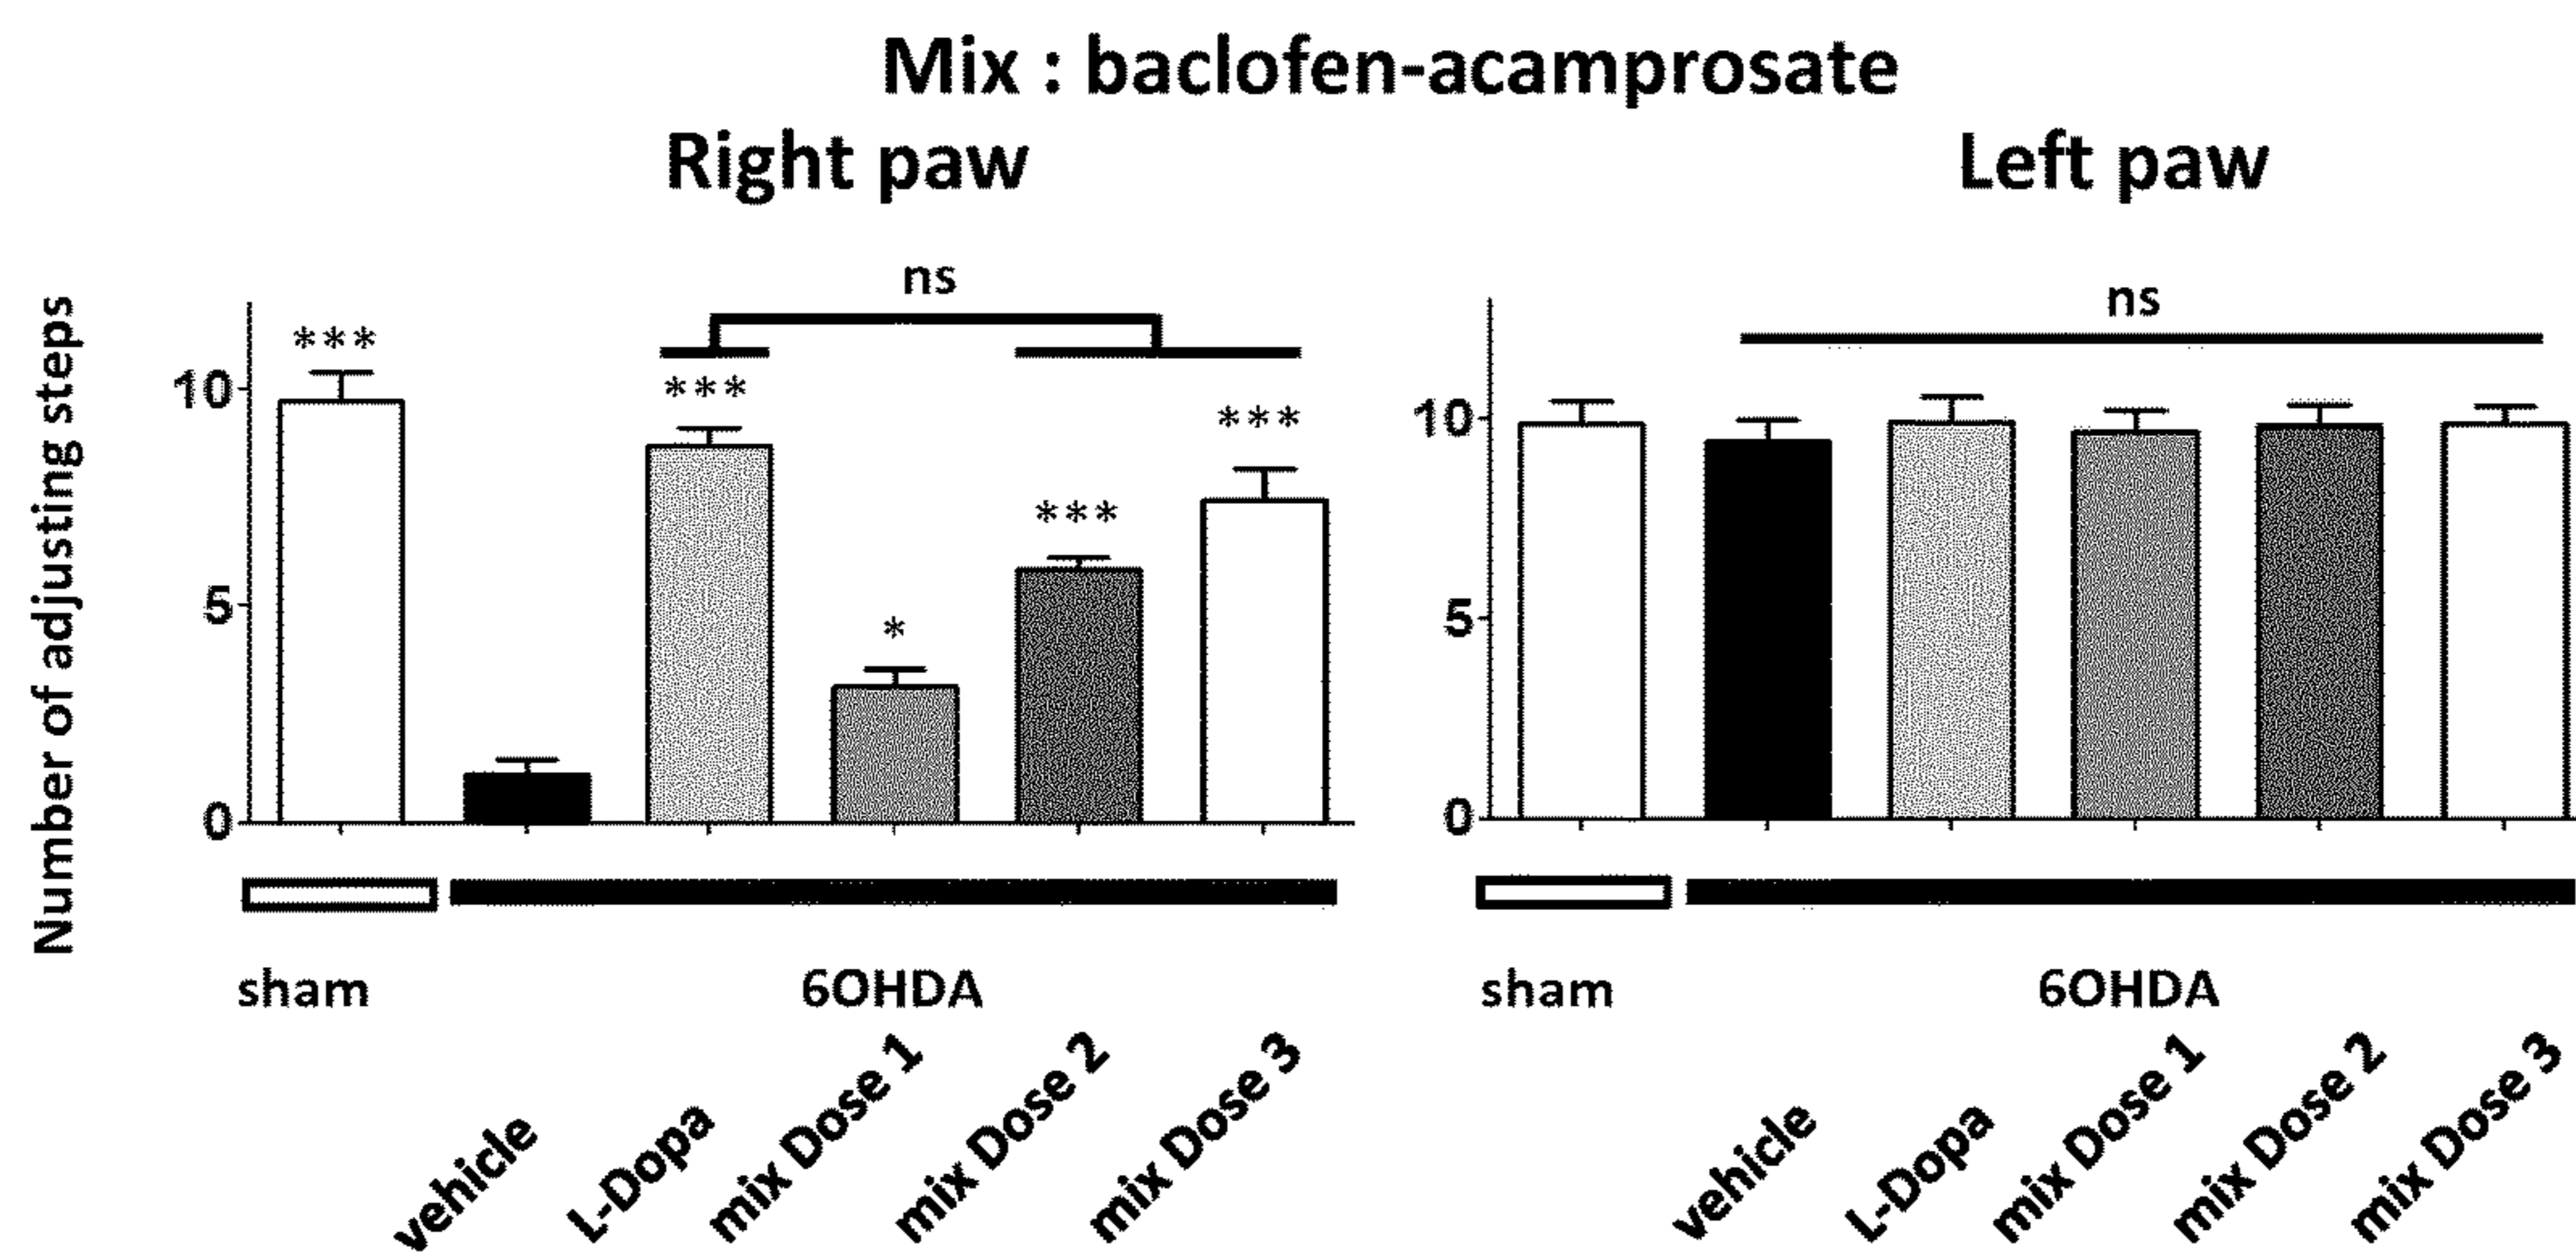 Mix : baclofen-acamprosate
Right paw
Left paw
Number of adjusting steps
ns
***
***
*
***
***
10
5
0
sham
6OHDA
vehicle
L-Dopa
mix Dose 1
mix Dose 2
mix Dose 3
ns
10
5
0
sham
6OHDA
vehicle
L-Dopa
mix Dose 1
mix Dose 2
mix Dose 3